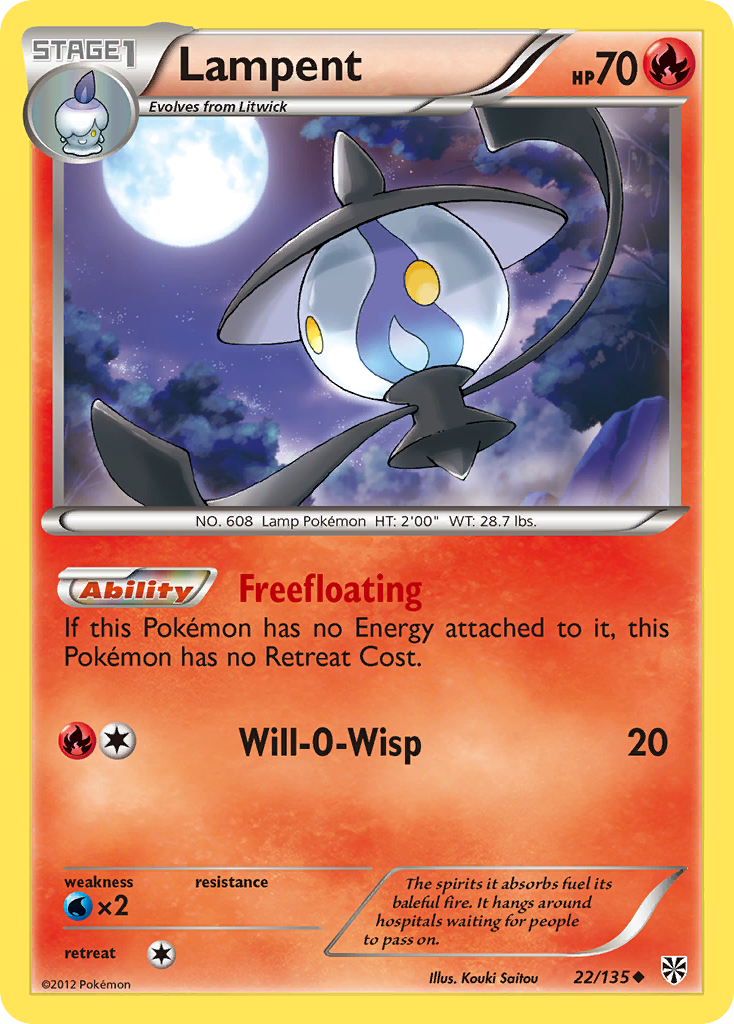 STAGE1
Lampent
HP70
Evolves from Litwick
NO. 608 Lamp Pokémon HT: 2'00" WT: 28.7 lbs.
Ability Freefloating
If this Pokémon has no Energy attached to it, this
Pokémon has no Retreat Cost.
Will-O-Wisp 20
weakness resistance
×2
retreat
The spirits it absorbs fuel its
baleful fire. It hangs around
hospitals waiting for people
to pass on.
©2012 Pokémon
Illus. Kouki Saitou
22/135